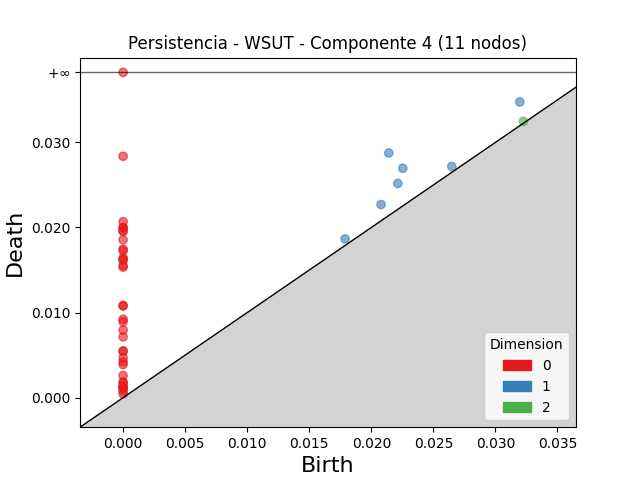 Persistencia - WSUT - Componente 4 (11 nodos)
+∞
0.030
0.020
0.010
0.000
Death
0.000 0.005 0.010 0.015 0.020 0.025 0.030 0.035
Birth
Dimension
0
1
2